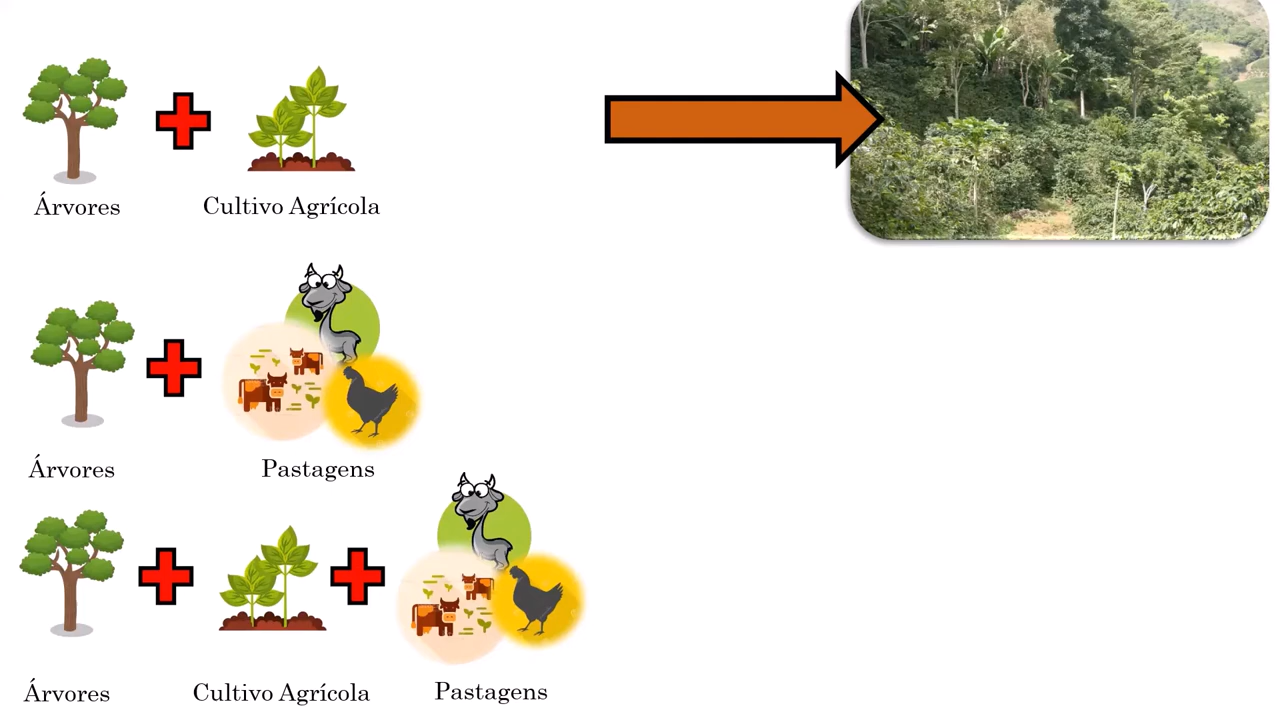 Árvores
Cultivo Agrícola
Árvores
Pastagens
Árvores
Cultivo Agrícola
Pastagens